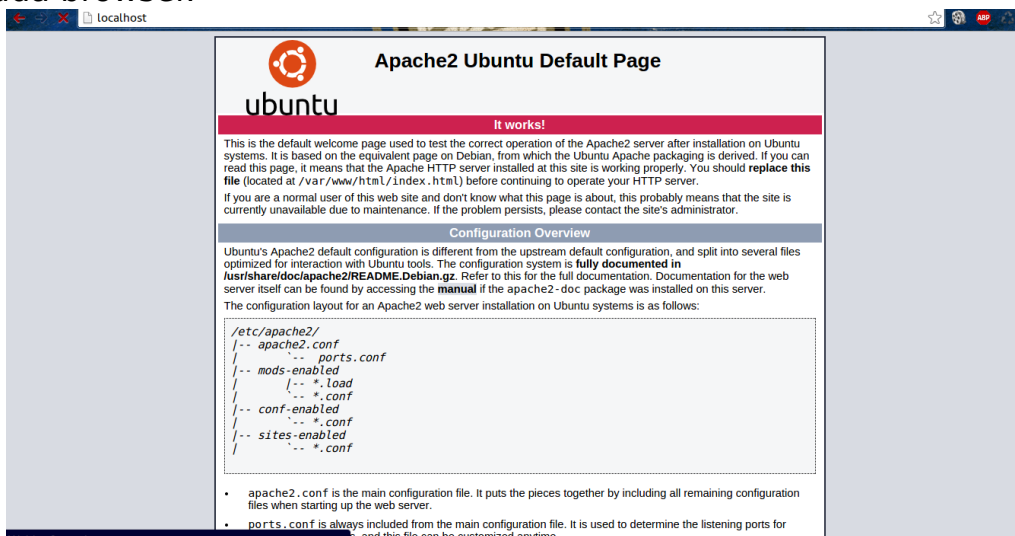 localhost
ABP
Apache2 Ubuntu Default Page
ubuntu
It works!
This is the default welcome page used to test the correct operation of the Apache2 server after installation on Ubuntu
systems. It is based on the equivalent page on Debian, from which the Ubuntu Apache packaging is derived. If you can
read this page, it means that the Apache HTTP server installed at this site is working properly. You should replace this
file (located at /var/www/html/index.html) before continuing to operate your HTTP server.
If you are a normal user of this web site and don't know what this page is about, this probably means that the site is
currently unavailable due to maintenance. If the problem persists, please contact the site's administrator.
Configuration Overview
Ubuntu's Apache2 default configuration is different from the upstream default configuration, and split into several files
optimized for interaction with Ubuntu tools. The configuration system is fully documented in
/usr/share/doc/apache2/README.Debian.gz. Refer to this for the full documentation. Documentation for the web
server itself can be found by accessing the manual if the apache2-doc package was installed on this server.
The configuration layout for an Apache2 web server installation on Ubuntu systems is as follows:
/etc/apache2/
|-- apache2.conf
|       `--  ports.conf
|-- mods-enabled
|       |-- *.load
|       `-- *.conf
|-- conf-enabled
|       `-- *.conf
|-- sites-enabled
|       `-- *.conf
• apache2.conf is the main configuration file. It puts the pieces together by including all remaining configuration
files when starting up the web server.
• ports.conf is always included from the main configuration file. It is used to determine the listening ports for
and this file can be customized anytime.